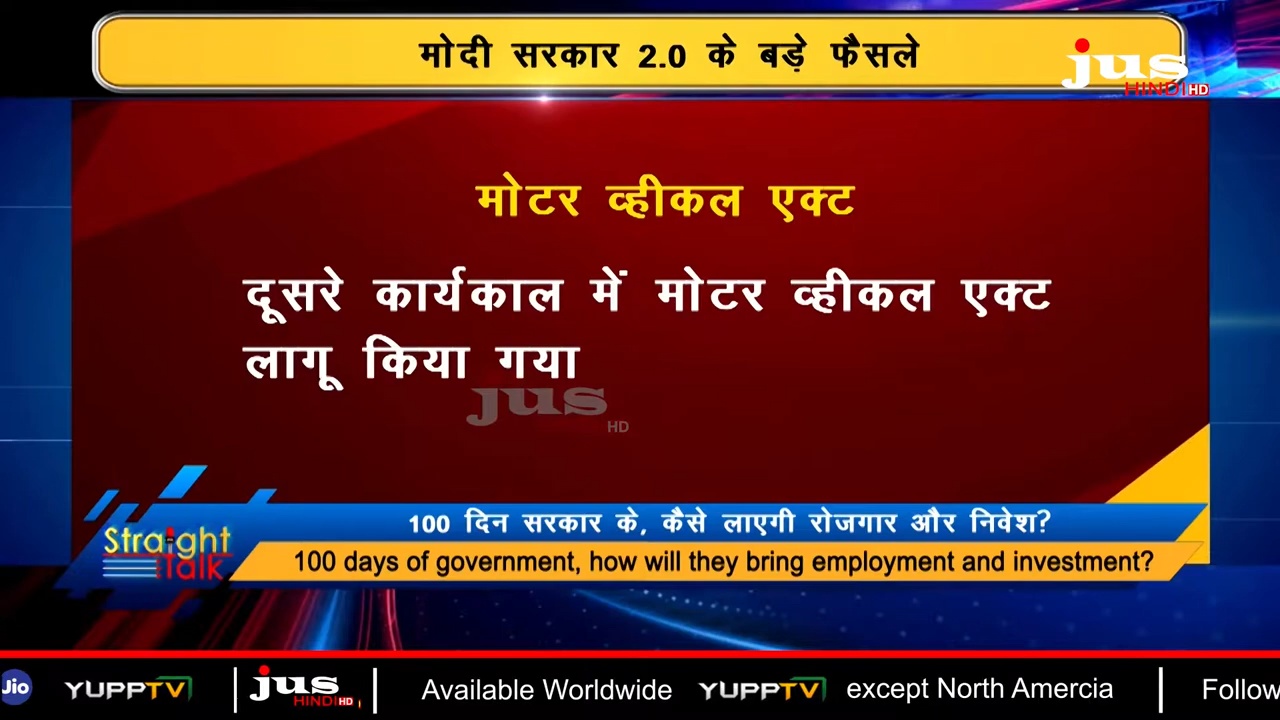 मोदी सरकार 2.0 के बड़े फैसले
jus
HINDI HD
मोटर व्हीकल एक्ट
दूसरे कार्यकाल में मोटर व्हीकल एक्ट
लागू किया गया
jus
HD
Straight
Talk
100 दिन सरकार के, कैसे लाएगी रोजगार और निवेश?
100 days of government, how will they bring employment and investment?
Jio YUPPTV | jus HINDI HD | Available Worldwide YUPPTV except North Amercia | Follow